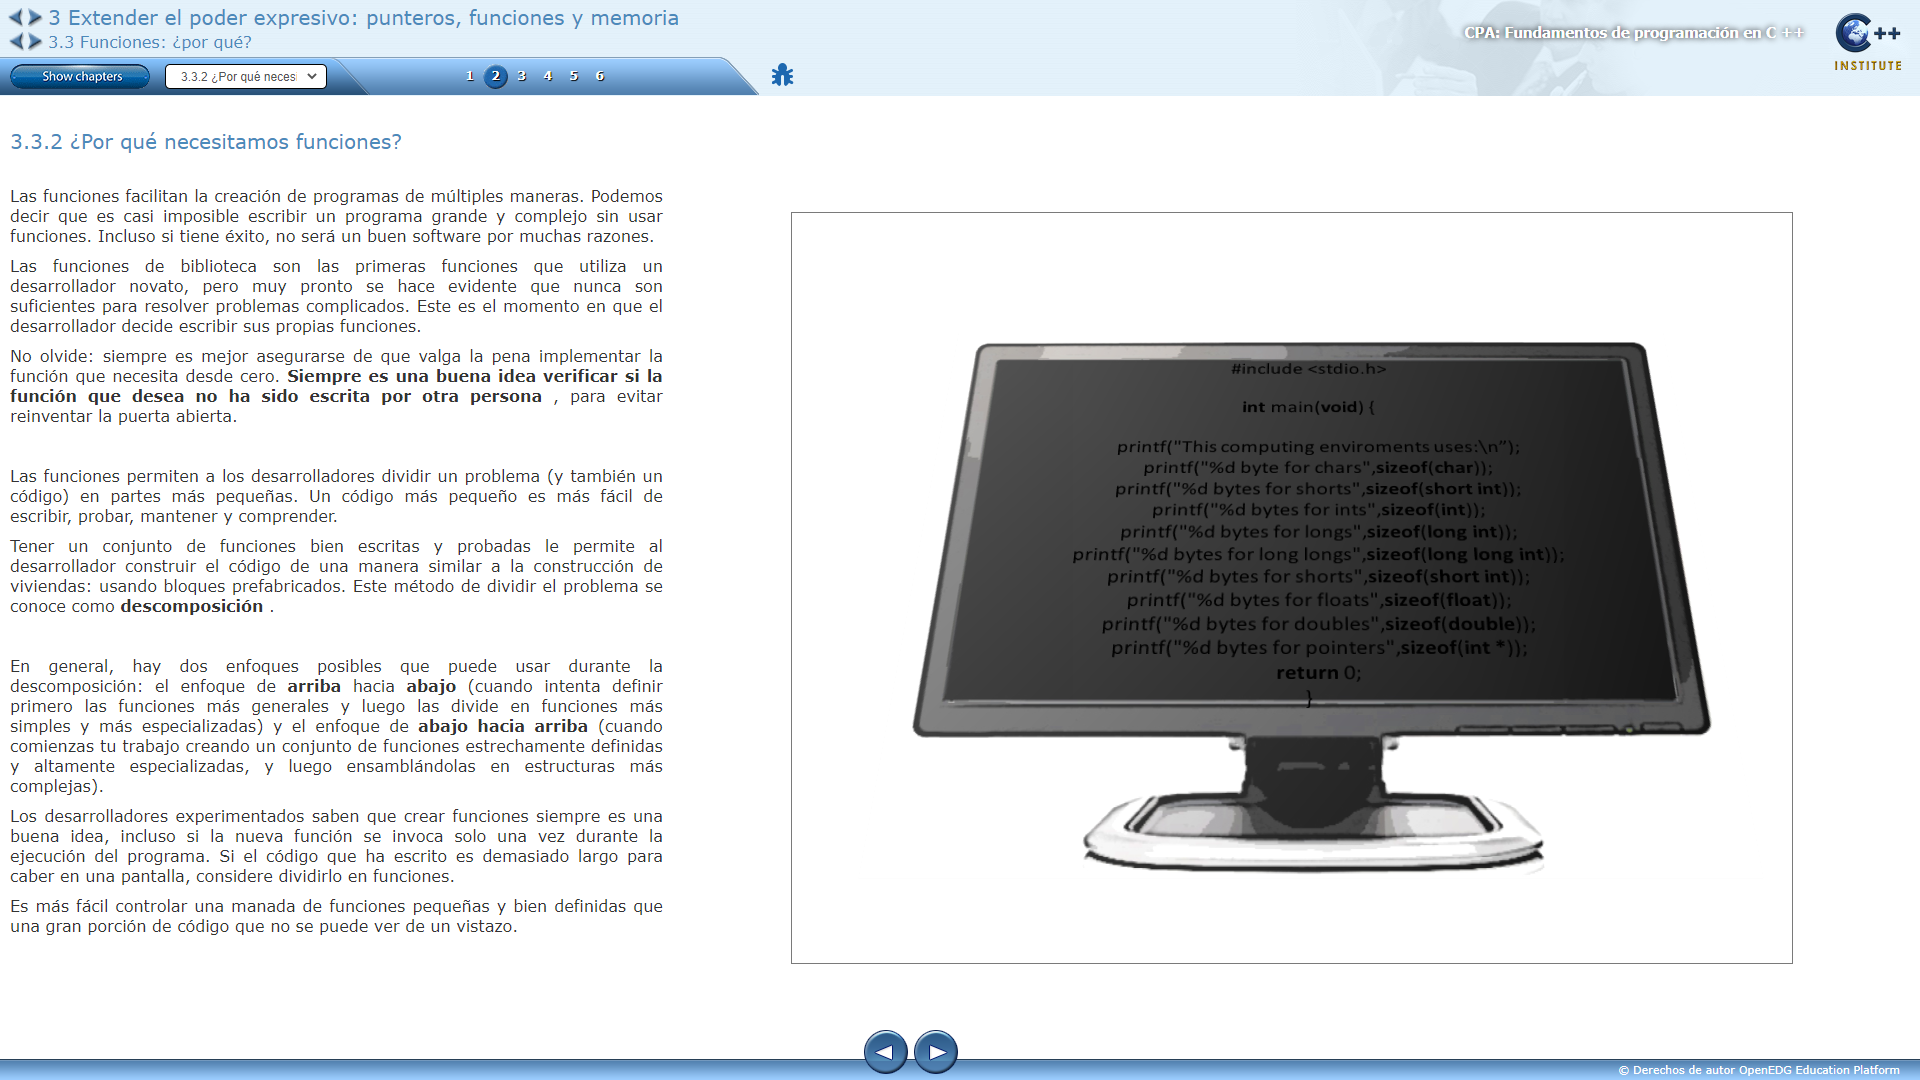 3 Extender el poder expresivo: punteros, funciones y memoria
3.3 Funciones: ¿por qué?
CPA: Fundamentos de programación en C ++
C++
INSTITUTE
Show chapters
3.3.2 ¿Por qué necesi
1 2 3 4 5 6
3.3.2 ¿Por qué necesitamos funciones?
Las funciones facilitan la creación de programas de múltiples maneras. Podemos
decir que es casi imposible escribir un programa grande y complejo sin usar
funciones. Incluso si tiene éxito, no será un buen software por muchas razones.
Las funciones de biblioteca son las primeras funciones que utiliza un
desarrollador novato, pero muy pronto se hace evidente que nunca son
suficientes para resolver problemas complicados. Este es el momento en que el
desarrollador decide escribir sus propias funciones.
No olvide: siempre es mejor asegurarse de que valga la pena implementar la
función que necesita desde cero. Siempre es una buena idea verificar si la
función que desea no ha sido escrita por otra persona , para evitar
reinventar la puerta abierta.
Las funciones permiten a los desarrolladores dividir un problema (y también un
código) en partes más pequeñas. Un código más pequeño es más fácil de
escribir, probar, mantener y comprender.
Tener un conjunto de funciones bien escritas y probadas le permite al
desarrollador construir el código de una manera similar a la construcción de
viviendas: usando bloques prefabricados. Este método de dividir el problema se
conoce como descomposición .
En general, hay dos enfoques posibles que puede usar durante la
descomposición: el enfoque de arriba hacia abajo (cuando intenta definir
primero las funciones más generales y luego las divide en funciones más
simples y más especializadas) y el enfoque de abajo hacia arriba (cuando
comienzas tu trabajo creando un conjunto de funciones estrechamente definidas
y altamente especializadas, y luego ensamblándolas en estructuras más
complejas).
Los desarrolladores experimentados saben que crear funciones siempre es una
buena idea, incluso si la nueva función se invoca solo una vez durante la
ejecución del programa. Si el código que ha escrito es demasiado largo para
caber en una pantalla, considere dividirlo en funciones.
Es más fácil controlar una manada de funciones pequeñas y bien definidas que
una gran porción de código que no se puede ver de un vistazo.
#include <stdio.h>
int main(void) {
printf("This computing enviroments uses:\n");
printf("%d byte for chars",sizeof(char));
printf("%d bytes for shorts",sizeof(short int));
printf("%d bytes for ints",sizeof(int));
printf("%d bytes for longs",sizeof(long int));
printf("%d bytes for long longs",sizeof(long long int));
printf("%d bytes for shorts",sizeof(short int));
printf("%d bytes for floats",sizeof(float));
printf("%d bytes for doubles",sizeof(double));
printf("%d bytes for pointers",sizeof(int *));
return 0;
}
© Derechos de autor OpenEDG Education Platform